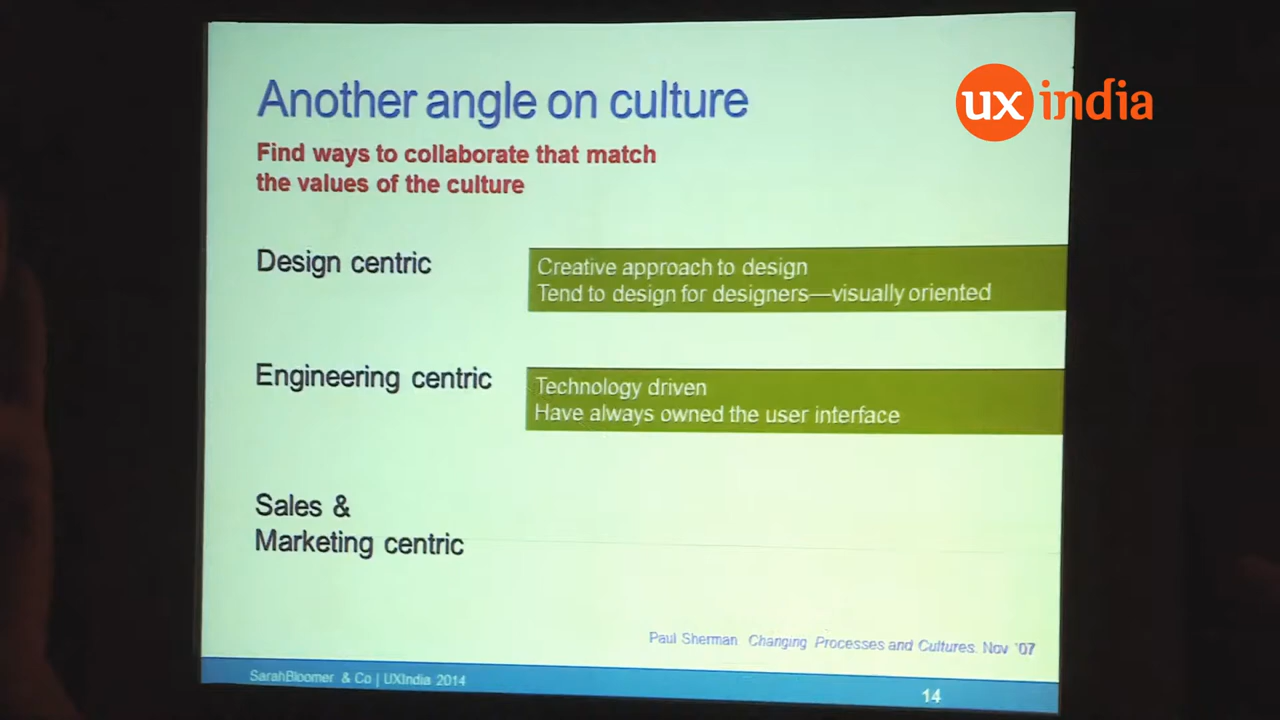 Another angle on culture
ux india
Find ways to collaborate that match
the values of the culture
Design centric
Creative approach to design
Tend to design for designers—visually oriented
Engineering centric
Technology driven
Have always owned the user interface
Sales &
Marketing centric
Paul Sherman. Changing Processes and Cultures. Nov '07
SarahBloomer & Co | UXIndia 2014
14